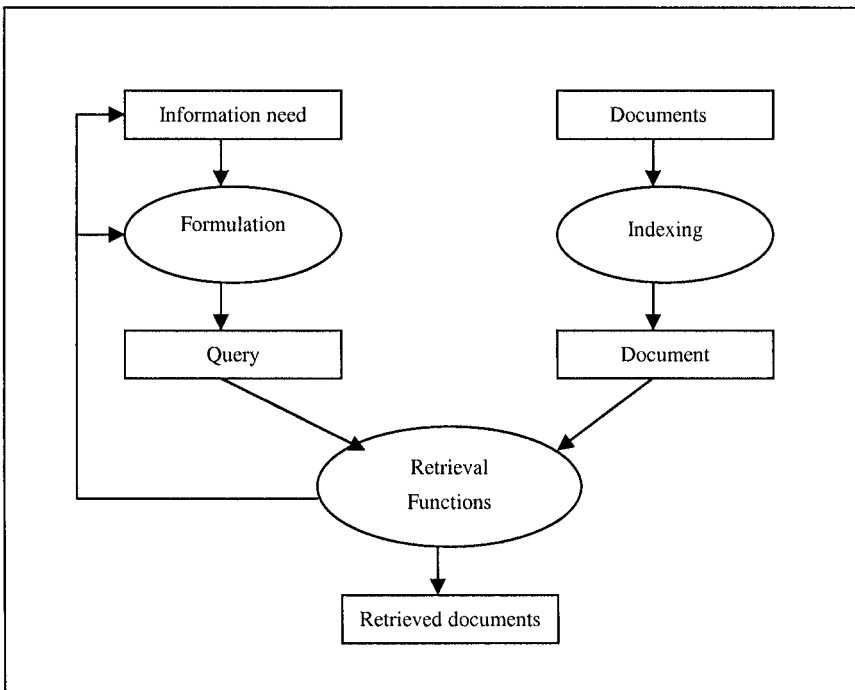 Information need
Documents
Formulation
Indexing
Query
Document
Retrieval
Functions
Retrieved documents